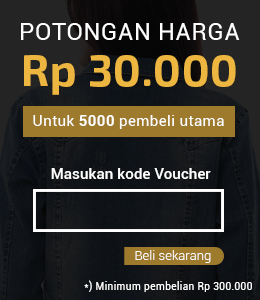 POTONGAN HARGA
Rp 30.000
Untuk 5000 pembeli utama
Masukan kode Voucher
Beli sekarang
*) Minimum pembelian Rp 300.000